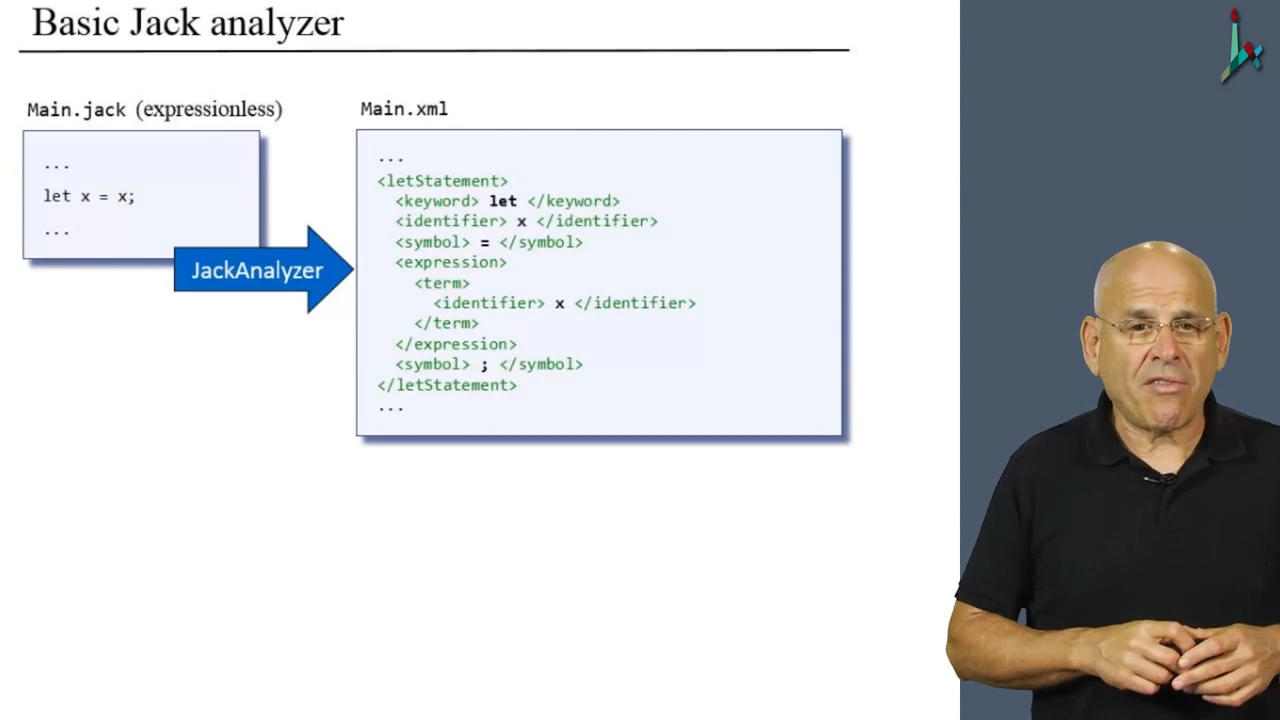 Basic Jack analyzer
Main.jack (expressionless)
...
let x = x;
...
JackAnalyzer
Main.xml
...
<letStatement>
<keyword> let </keyword>
<identifier> x </identifier>
<symbol> = </symbol>
<expression>
<term>
<identifier> x </identifier>
</term>
</expression>
<symbol> ; </symbol>
</letStatement>
...